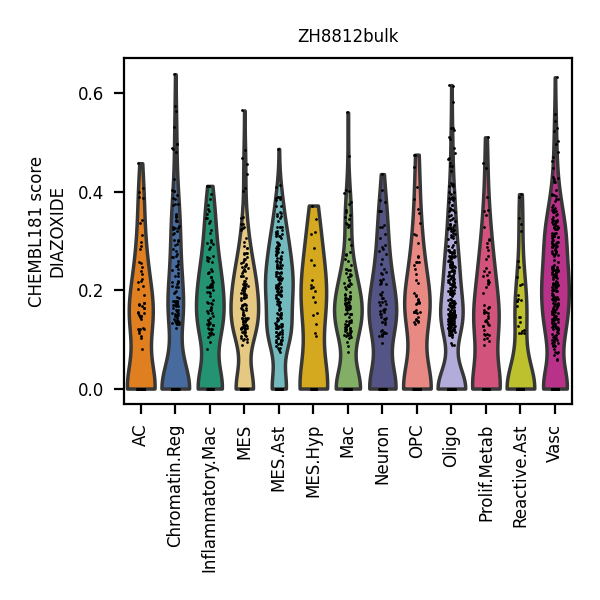 ZH8812bulk
CHEMBL181 score
DIAZOXIDE
0.6
0.4
0.2
0.0
AC
Chromatin.Reg
Inflammatory.Mac
MES
MES.Ast
MES.Hyp
Mac
Neuron
OPC
Oligo
Prolif.Metab
Reactive.Ast
Vasc